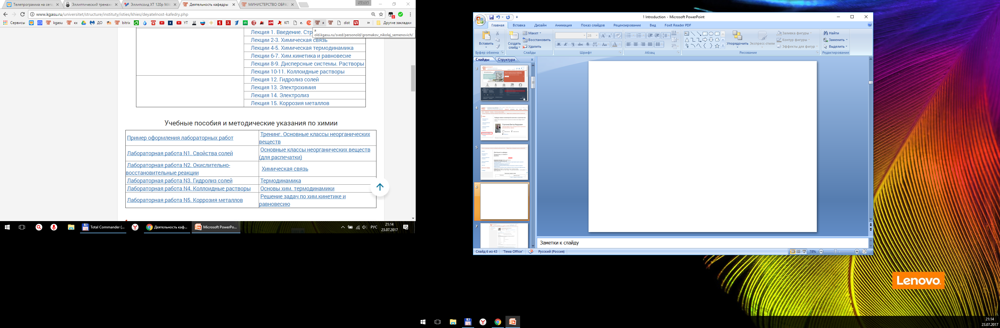 Телепрограмма на сего
Эллиптический тренаже
Эллипсоид XT 120p MA
Деятельность кафедры
МИНИСТЕРСТВО ОБРАЗ
Nikolai
www.kgasu.ru/universitet/structure/instituty/isties/khies/deyatelnost-kafedry.php
Сервисы
kgasu
кх
ДО
bitrix
YT
КП
е.
я
dist
»
Другие закладки
я
old.kgasu.ru/sved/personold/gromakov_nikolaj_semenovich/
Лекция 1. Введение. Стр
Лекции 2-3. Химическая связь
Лекции 4-5. Химическая термодинамика
Лекции 6-7. Хим.кинетика и равновесие
Лекции 8-9. Дисперсные системы. Растворы
Лекции 10-11. Коллоидные растворы
Лекция 12. Гидролиз солей
Лекция 13. Электрохимия
Лекция 14. Электролиз
Лекция 15. Коррозия металлов
Учебные пособия и методические указания по химии
Пример оформления лабораторных работ
Тренинг. Основные классы неорганических
веществ
Лабораторная работа N1. Свойства солей
Основные классы неорганических веществ
(для распечатки)
Лабораторная работа N2. Окислительно-
восстановительные реакции
Химическая связь
Лабораторная работа N3. Гидролиз солей
Термодинамика
Лабораторная работа N4. Коллоидные растворы
Основы хим. термодинамики
Лабораторная работа N5. Коррозия металлов
Решение задач по хим.кинетике и
равновесию
Total Commander (...
Деятельность каф...
Microsoft PowerPo...
РУС
21:14
23.07.2017
1 Introduction - Microsoft PowerPoint
Главная
Вставка
Дизайн
Анимация
Показ слайдов
Рецензирование
Вид
Foxit Reader PDF
Вставить
Буфер обмена
Создать
слайд
Макет
Восстановить
Удалить
Слайды
28
Шрифт
Абзац
Упорядочить
Экспресс-стили
Заливка фигуры
Контур фигуры
Эффекты для фигур
Рисование
Найти
Заменить
Выделить
Редактирование
Слайды
Структура
3
4
5
6
7
Заметки к слайду
Слайд 6 из 43
"Тема Office"
Русский (Россия)
78%
Lenovo
21:14
23.07.2017